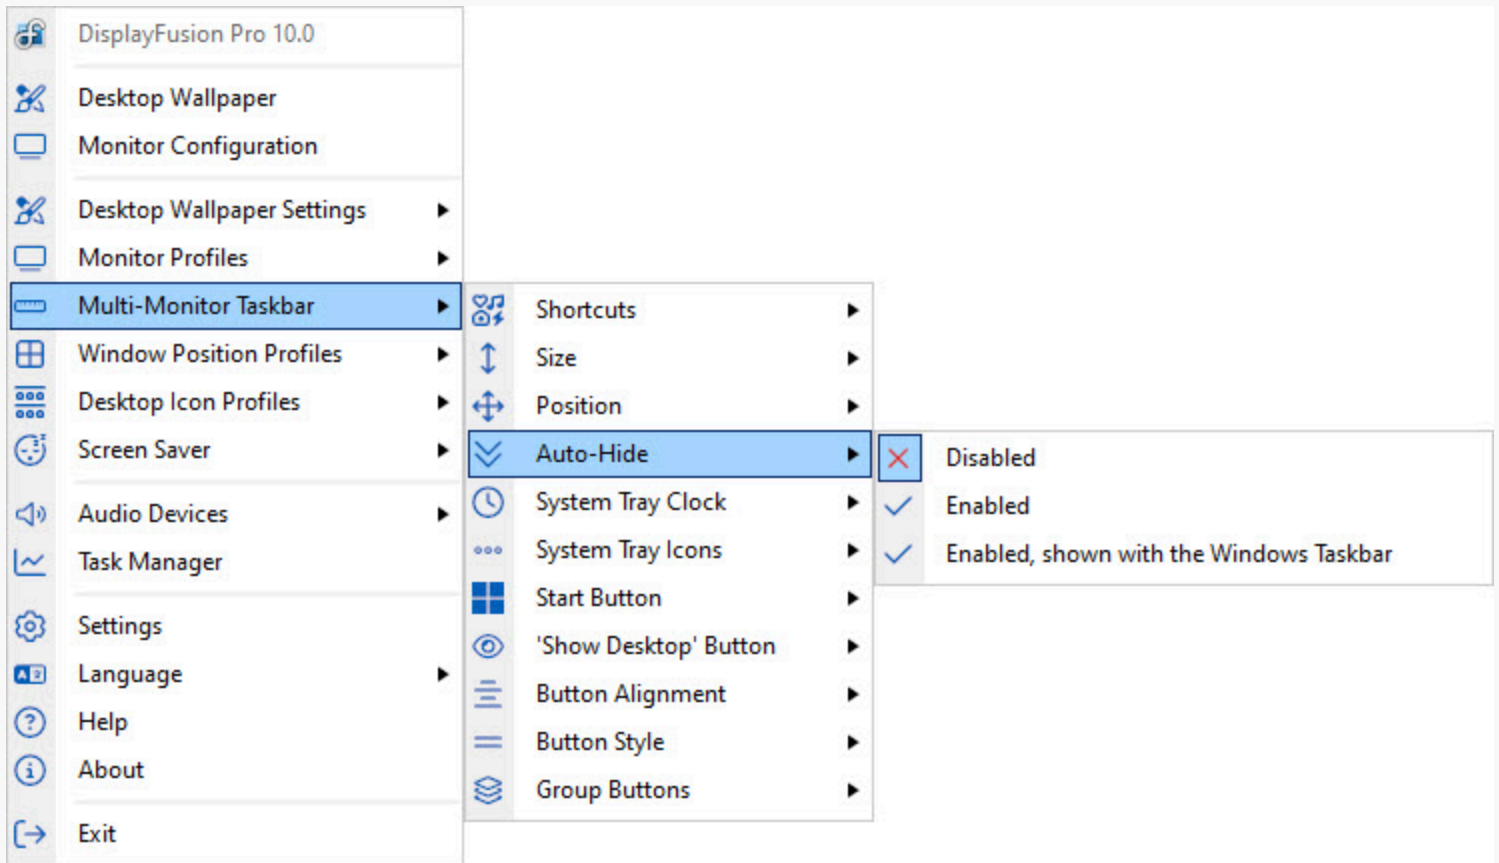 DisplayFusion Pro 10.0
Desktop Wallpaper
Monitor Configuration
Desktop Wallpaper Settings
Monitor Profiles
Multi-Monitor Taskbar
Window Position Profiles
Desktop Icon Profiles
Screen Saver
Audio Devices
Task Manager
Settings
Language
Help
About
Exit
Shortcuts
Size
Position
Auto-Hide
System Tray Clock
System Tray Icons
Start Button
'Show Desktop' Button
Button Alignment
Button Style
Group Buttons
Disabled
Enabled
Enabled, shown with the Windows Taskbar